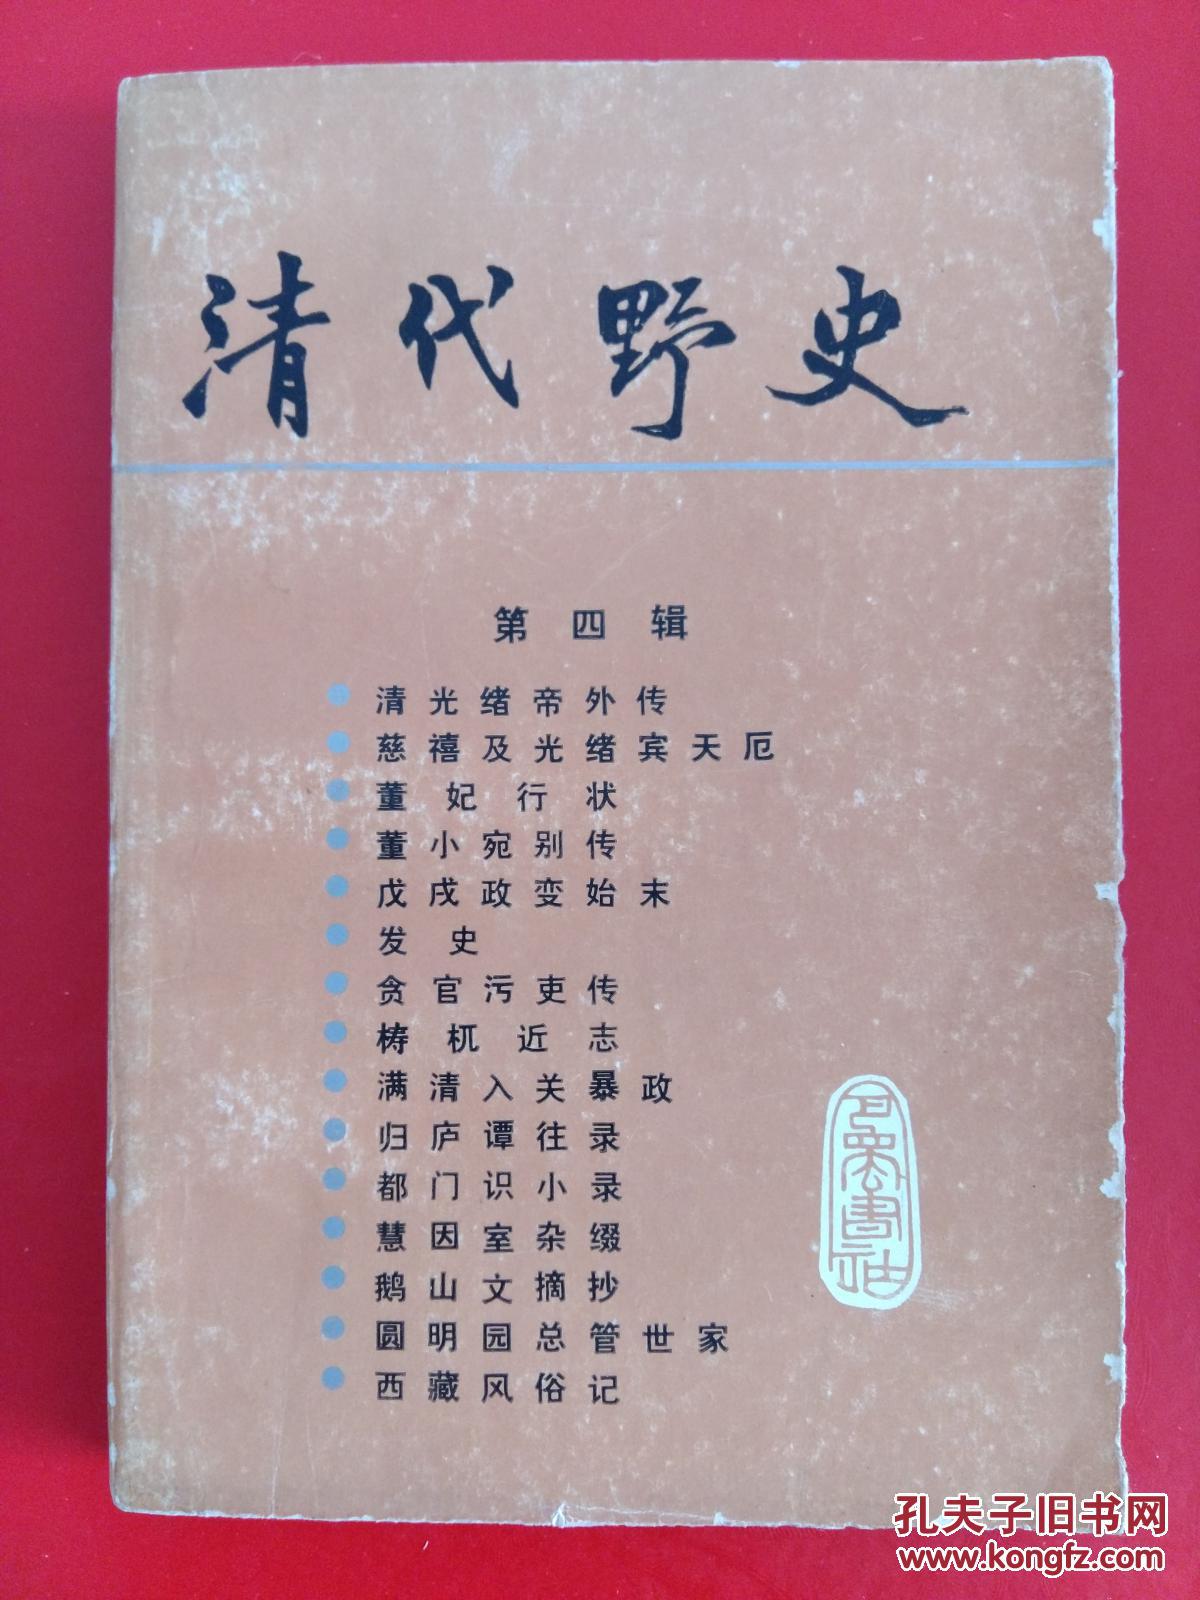 清代野史
第四辑
清光绪帝外传
慈禧及光绪宾天厄
董妃行状
董小宛别传
戊戌政变始末
发史
贪官污吏传
梼杌近志
满清入关暴政
归庐谭往录
都门识小录
慧因室杂缀
鹅山文摘抄
圆明园总管世家
西藏风俗记
巴蜀書社
孔夫子旧书网
www.kongfz.com